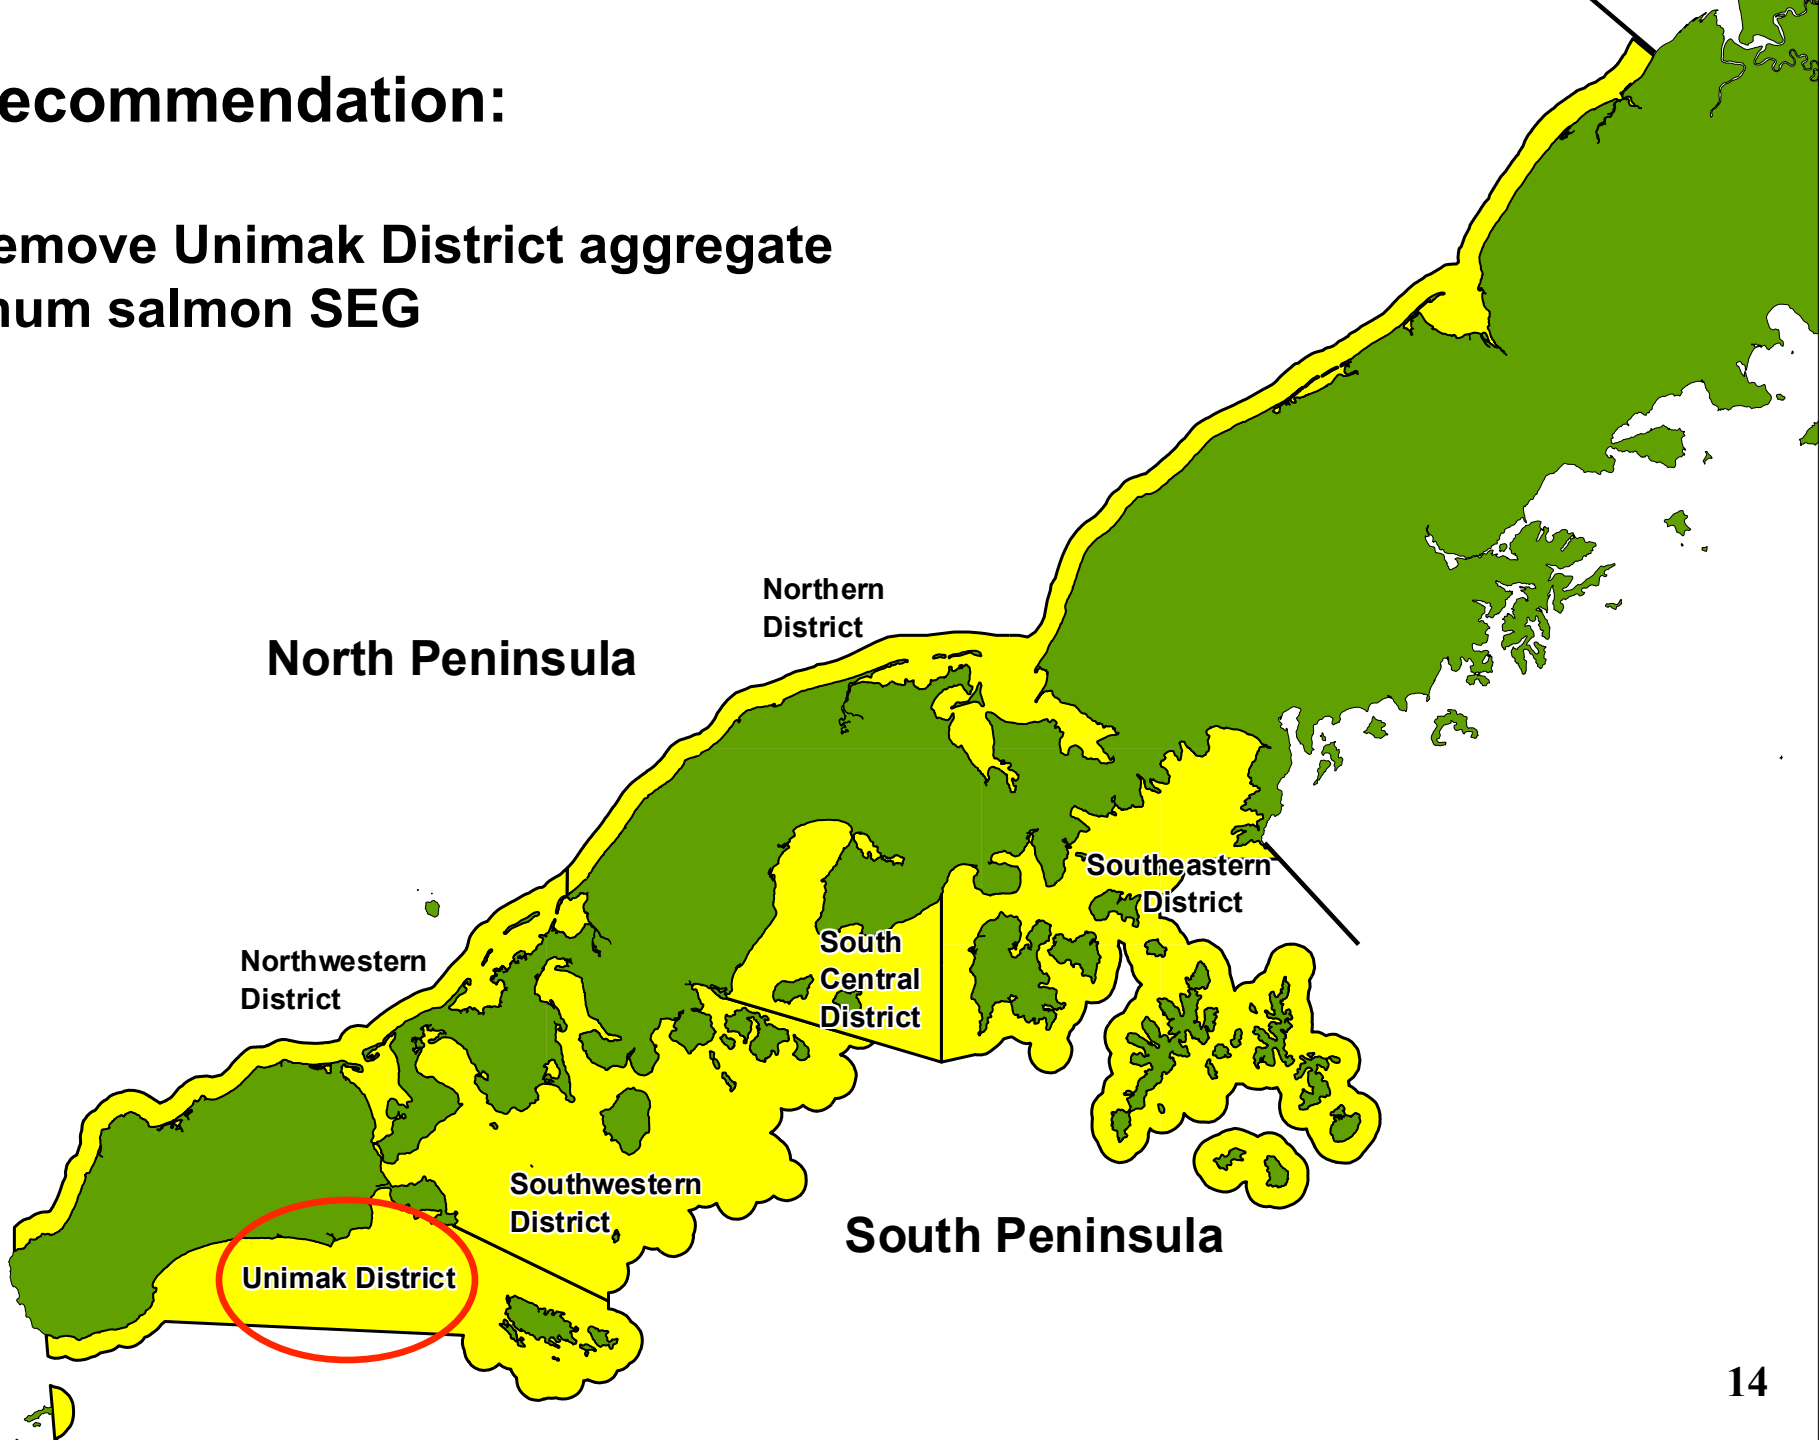 ecommendation:
emove Unimak District aggregate
num salmon SEG
Northern
District
North Peninsula
Southeastern
District
South
Central
District
Northwestern
District
Southwestern
District
South Peninsula
Unimak District
14